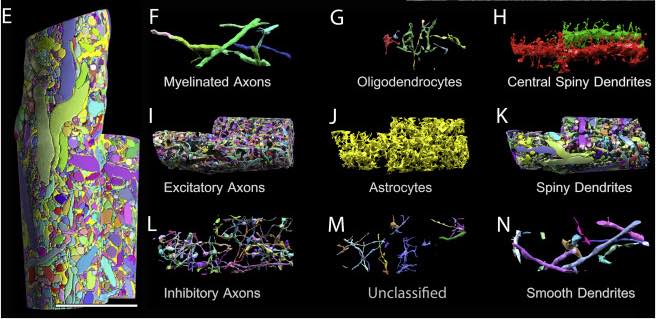 E
F
Myelinated Axons
G
Oligodendrocytes
H
Central Spiny Dendrites
I
Excitatory Axons
J
Astrocytes
K
Spiny Dendrites
L
Inhibitory Axons
M
Unclassified
N
Smooth Dendrites